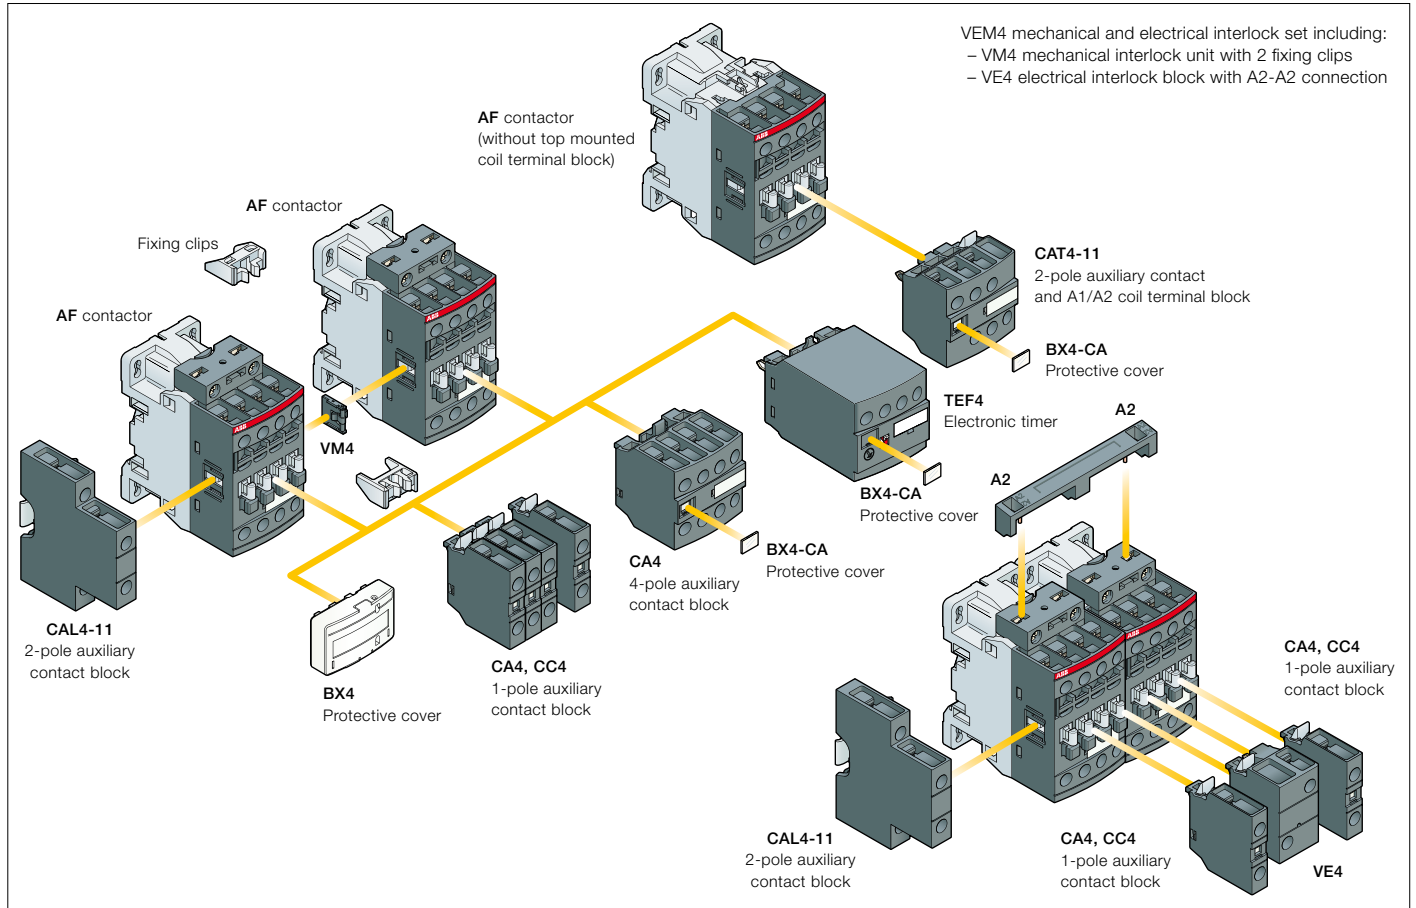 VEM4 mechanical and electrical interlock set including:
– VM4 mechanical interlock unit with 2 fixing clips
– VE4 electrical interlock block with A2-A2 connection
AF contactor
(without top mounted
coil terminal block)
AF contactor
Fixing clips
AF contactor
CAT4-11
2-pole auxiliary contact
and A1/A2 coil terminal block
BX4-CA
Protective cover
TEF4
Electronic timer
A2
A2
VM4
BX4-CA
Protective cover
BX4-CA
Protective cover
CA4
4-pole auxiliary
contact block
CAL4-11
2-pole auxiliary
contact block
BX4
Protective cover
CA4, CC4
1-pole auxiliary
contact block
CA4, CC4
1-pole auxiliary
contact block
CAL4-11
2-pole auxiliary
contact block
CA4, CC4
1-pole auxiliary
contact block
VE4
ABB
ABB
ABB
ABB
ABB